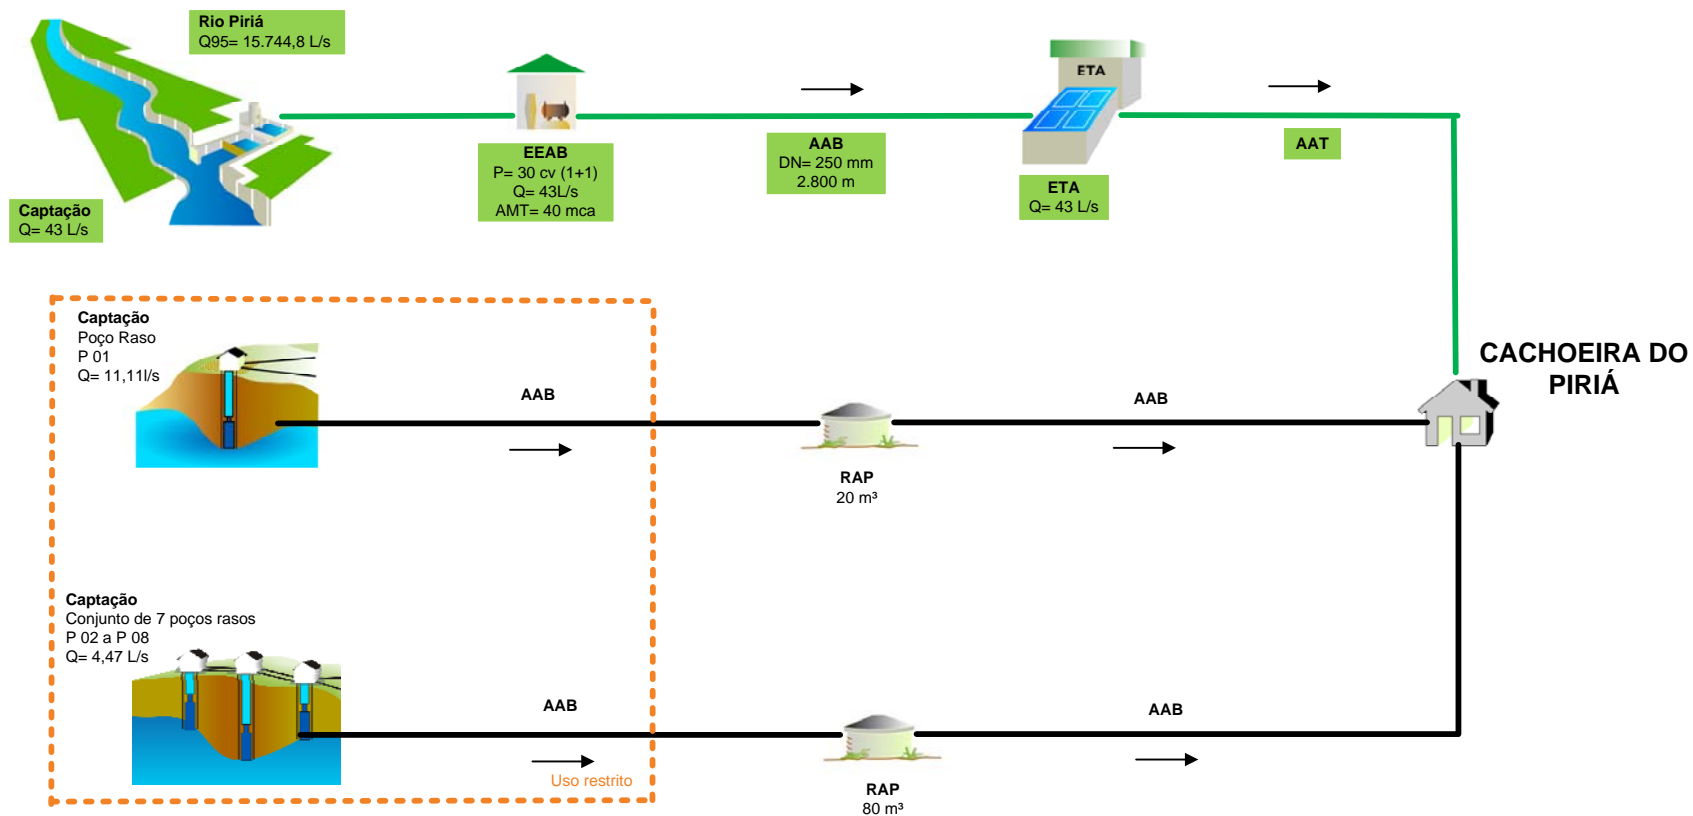 Rio Piriá
Q95= 15.744,8 L/s
Captação
Q= 43 L/s
EEAB
P= 30 cv (1+1)
Q= 43L/s
AMT= 40 mca
AAB
DN= 250 mm
2.800 m
ETA
ETA
Q= 43 L/s
AAT
Captação
Poço Raso
P 01
Q= 11,11l/s
AAB
RAP
20 m³
AAB
CACHOEIRA DO
PIRIÁ
Captação
Conjunto de 7 poços rasos
P 02 a P 08
Q= 4,47 L/s
AAB
Uso restrito
RAP
80 m³
AAB